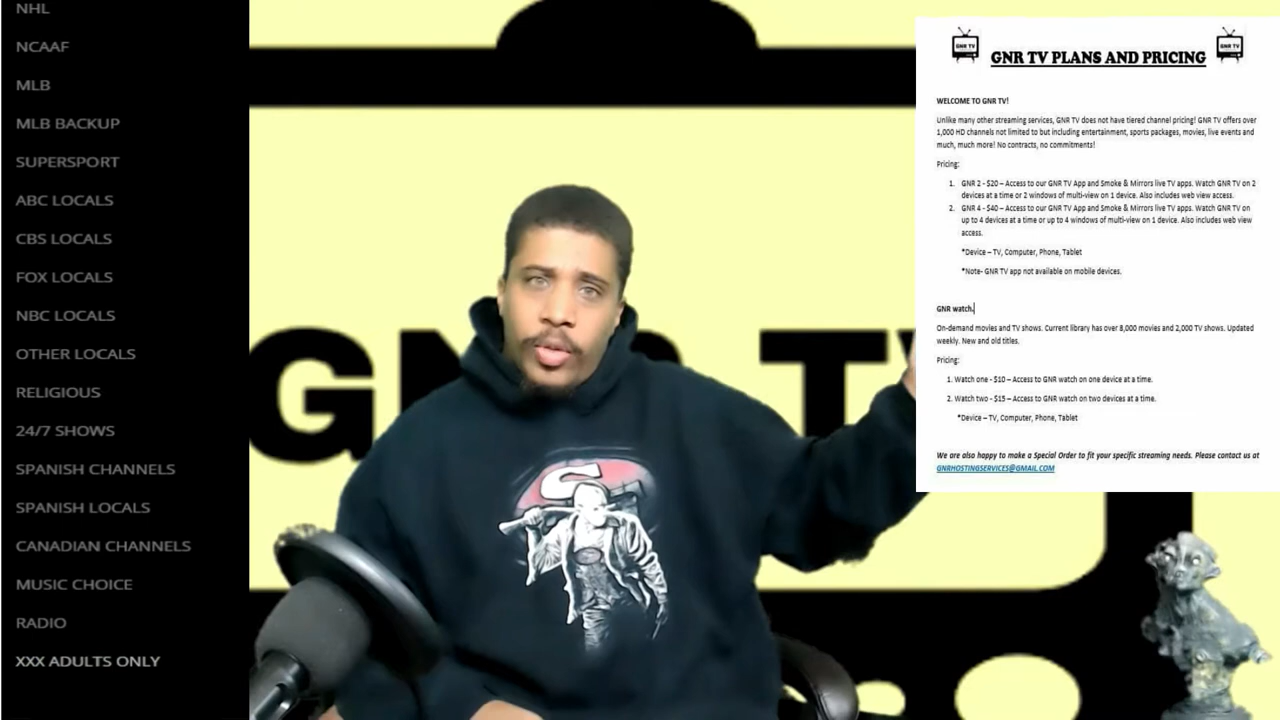 NHL
NCAAF
MLB
MLB BACKUP
SUPERSPORT
ABC LOCALS
CBS LOCALS
FOX LOCALS
NBC LOCALS
OTHER LOCALS
RELIGIOUS
24/7 SHOWS
SPANISH CHANNELS
SPANISH LOCALS
CANADIAN CHANNELS
MUSIC CHOICE
RADIO
XXX ADULTS ONLY
GN TV
S
GNR TV
GNR TV PLANS AND PRICING
GNR TV
WELCOME TO GNR TV!
Unlike many other streaming services, GNR TV does not have tiered channel pricing! GNR TV offers over
1,000 HD channels not limited to but including entertainment, sports packages, movies, live events and
much, much more! No contracts, no commitments!
Pricing:
1. GNR 2 - $20 – Access to our GNR TV App and Smoke & Mirrors live TV apps. Watch GNR TV on 2
devices at a time or 2 windows of multi-view on 1 device. Also includes web view access.
2. GNR 4 - $40 – Access to our GNR TV App and Smoke & Mirrors live TV apps. Watch GNR TV on
up to 4 devices at a time or up to 4 windows of multi-view on 1 device. Also includes web view
access.
*Device – TV, Computer, Phone, Tablet
*Note- GNR TV app not available on mobile devices.
GNR watch.
On-demand movies and TV shows. Current library has over 8,000 movies and 2,000 TV shows. Updated
weekly. New and old titles.
Pricing:
1. Watch one - $10 – Access to GNR watch on one device at a time.
2. Watch two - $15 – Access to GNR watch on two devices at a time.
*Device – TV, Computer, Phone, Tablet
We are also happy to make a Special Order to fit your specific streaming needs. Please contact us at
GNRHOSTINGSERVICES@GMAIL.COM